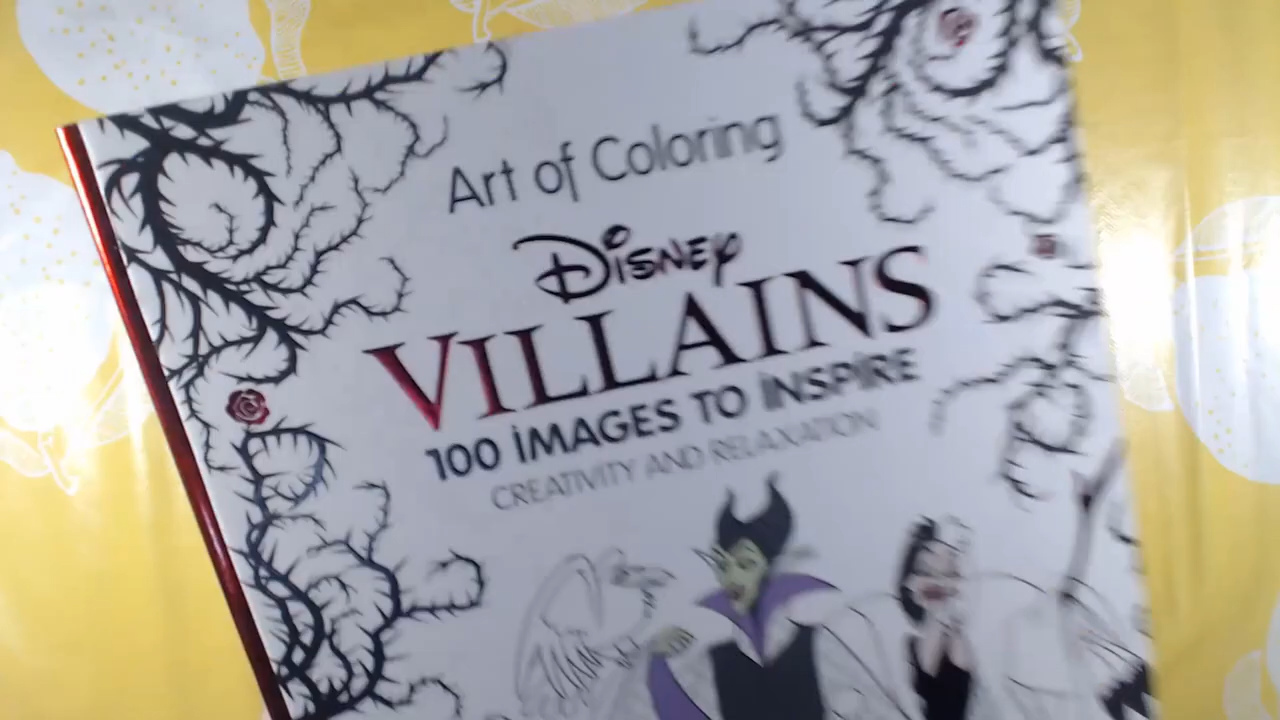 Art of Coloring
Disney
VILLAINS
100 IMAGES TO INSPIRE
CREATIVITY AND RELAXATION